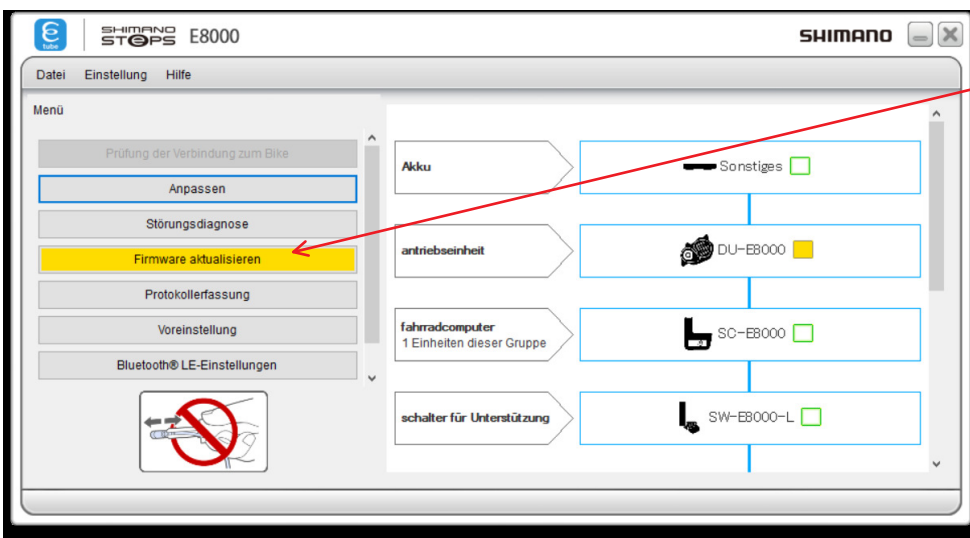 e
tube
SHIMANO
STEPS E8000
SHIMANO
Datei Einstellung Hilfe
Menü
Prüfung der Verbindung zum Bike
Anpassen
Störungsdiagnose
Firmware aktualisieren
Protokollerfassung
Voreinstellung
Bluetooth® LE-Einstellungen
Akku
Sonstiges
antriebseinheit
DU-E8000
fahrradcomputer
1 Einheiten dieser Gruppe
SC-E8000
schalter für Unterstützung
SW-E8000-L